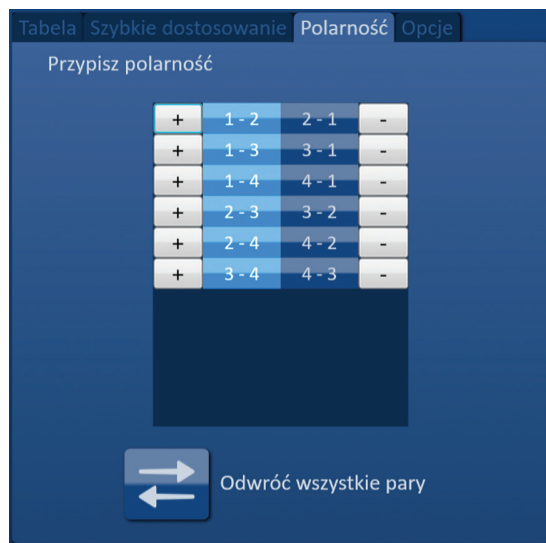 Tabela Szybkie dostosowanie Polarność Opcje
Przypisz polarność
+ 1 - 2 2 - 1 -
+ 1 - 3 3 - 1 -
+ 1 - 4 4 - 1 -
+ 2 - 3 3 - 2 -
+ 2 - 4 4 - 2 -
+ 3 - 4 4 - 3 -
Odwróć wszystkie pary